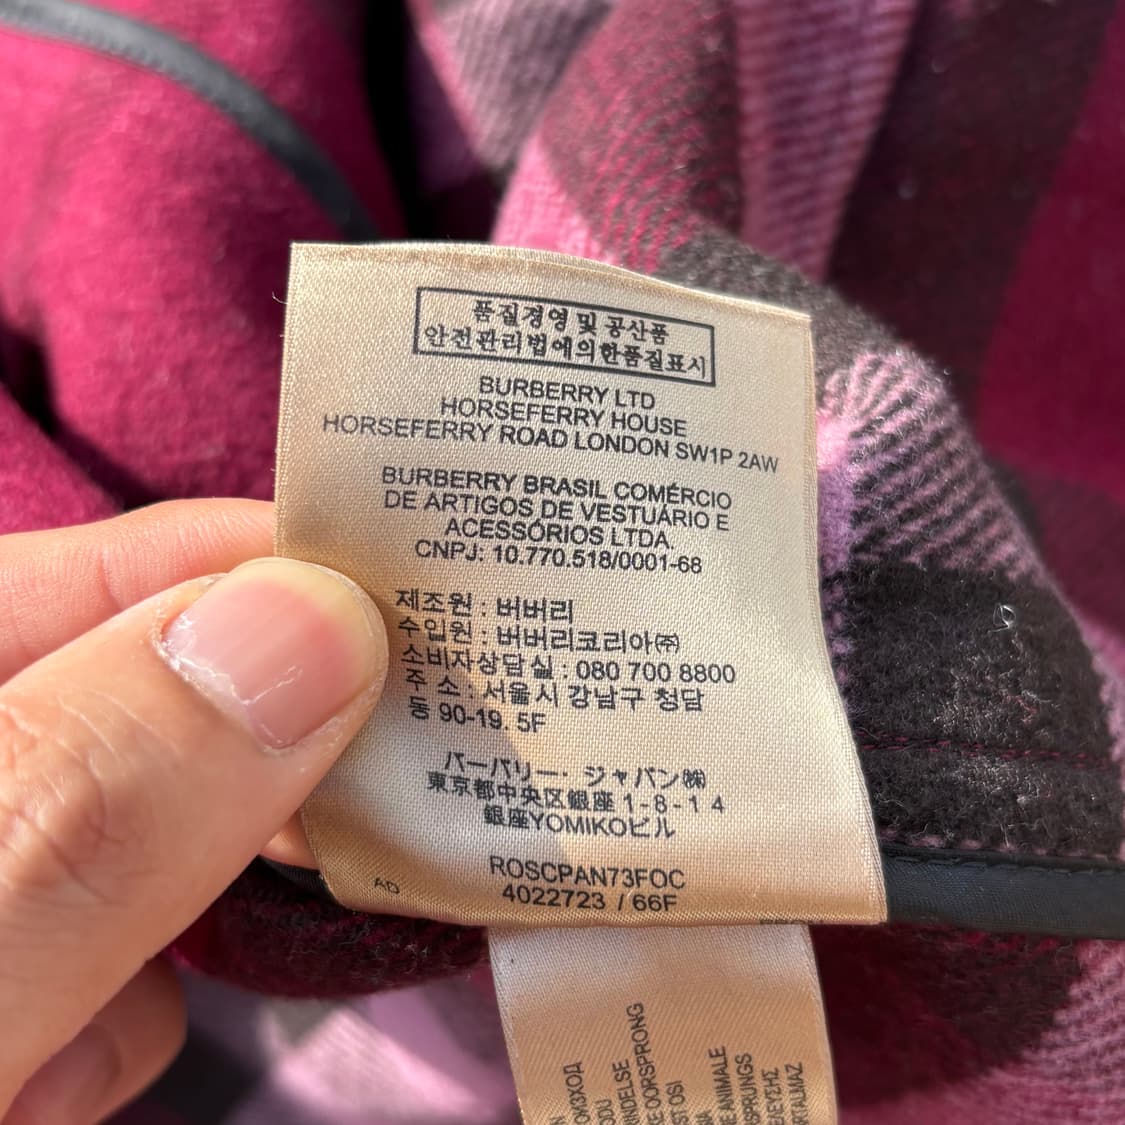 품질경영 및 공산품
안전관리법에의한품질표시
BURBERRY LTD
HORSEFERRY HOUSE
HORSEFERRY ROAD LONDON SW1P 2AW
BURBERRY BRASIL COMÉRCIO
DE ARTIGOS DE VESTUÁRIO E
ACESSÓRIOS LTDA.
CNPJ: 10.770.518/0001-68
제조원 : 버버리
수입원 : 버버리코리아㈜
소비자상담실 : 080 700 8800
주 소 : 서울시 강남구 청담
동 90-19. 5F
バーバリー・ジャパン㈱
東京都中央区銀座 1-8-1 4
銀座YOMIKOビル
ROSCPAN73FOC
4022723 / 66F
AD